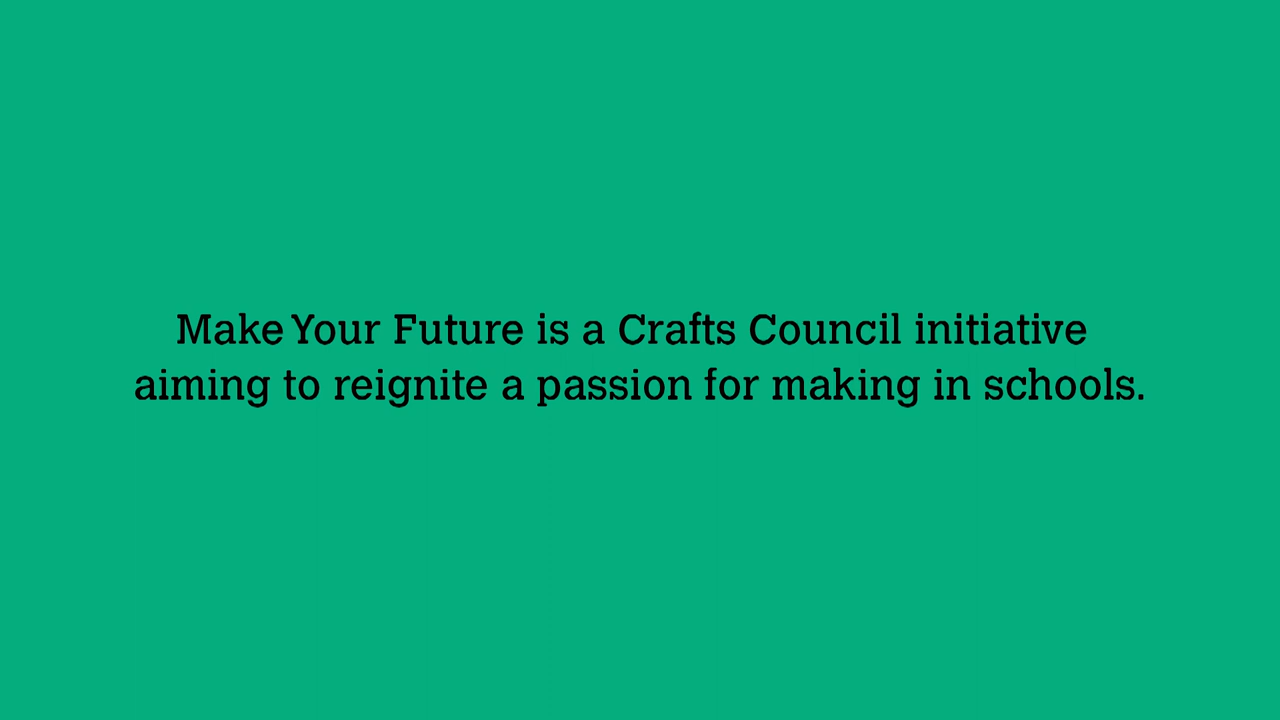 Make Your Future is a Crafts Council initiative
aiming to reignite a passion for making in schools.